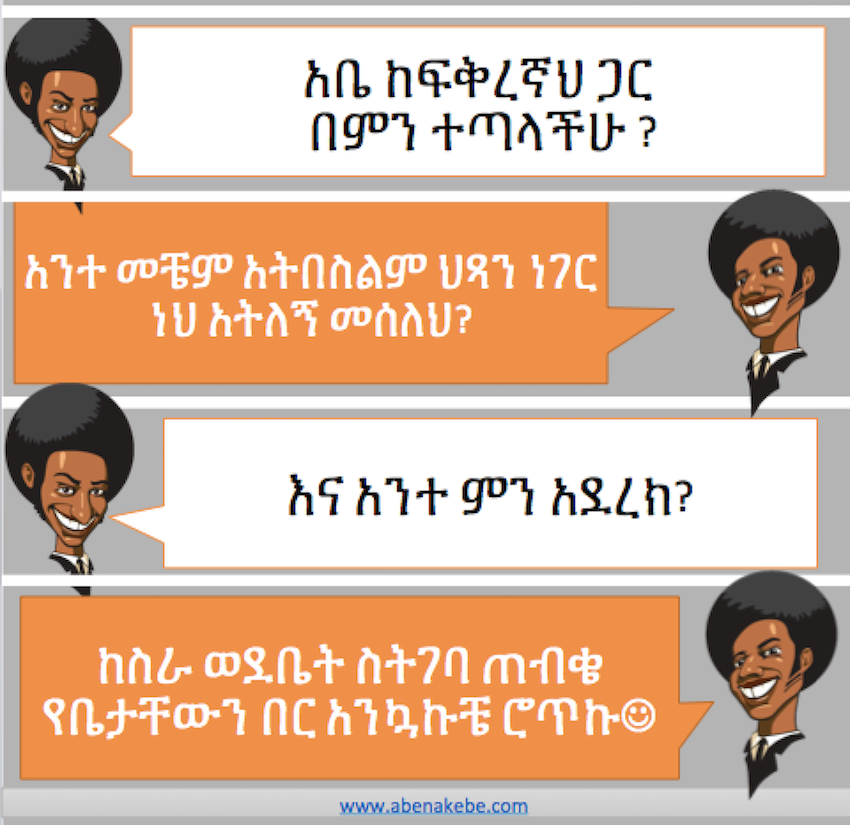 አቤ ከፍቅረኛህ ጋር
በምን ተጣላችሁ ?
አንተ መቼም አትበስልም ህጻን ነገር
ነህ አትለኝ መሰለህ?
እና አንተ ምን አደረክ?
ከስራ ወደቤት ስትገባ ጠብቄ
የቤታቸውን በር አንኳኩቼ ሮጥኩ☺
www.abenakebe.com